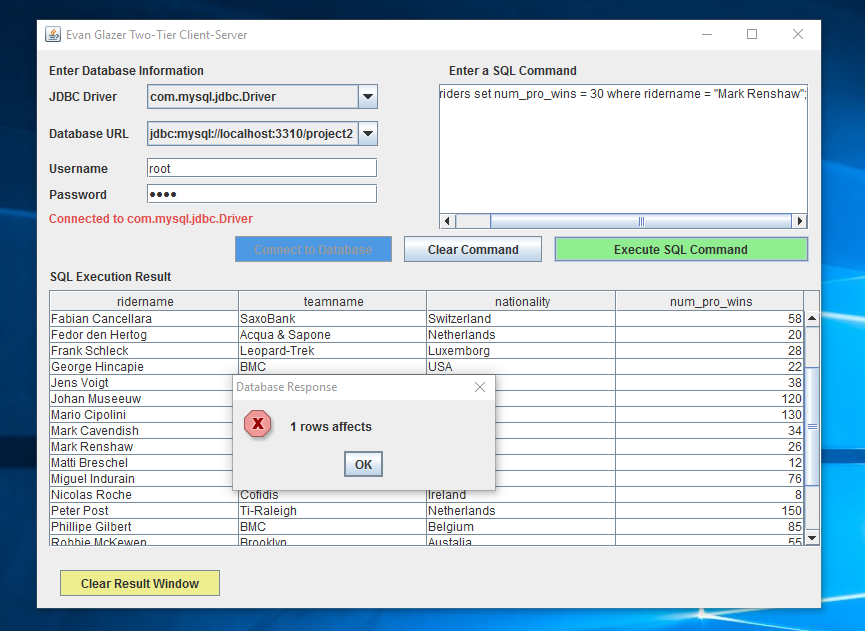 Evan Glazer Two-Tier Client-Server
Enter Database Information
Enter a SQL Command
JDBC Driver com.mysql.jdbc.Driver
riders set num_pro_wins = 30 where ridername = "Mark Renshaw";
Database URL jdbc:mysql://localhost:3310/project2
Username root
Password ●●●●
Connected to com.mysql.jdbc.Driver
Connect to Database Clear Command Execute SQL Command
SQL Execution Result
ridername teamname nationality num_pro_wins
Fabian Cancellara SaxoBank Switzerland 58
Fedor den Hertog Acqua & Sapone Netherlands 20
Frank Schleck Leopard-Trek Luxemborg 28
George Hincapie BMC USA 22
Jens Voigt 38
Johan Museeuw 120
Mario Cipolini 130
Mark Cavendish 34
Mark Renshaw 26
Matti Breschel 12
Miguel Indurain 76
Database Response
X 1 rows affects
OK
Nicolas Roche Cofidis Ireland 8
Peter Post Ti-Raleigh Netherlands 150
Phillipe Gilbert BMC Belgium 85
Robbie McKewen Brooklyn Austalia 55
Clear Result Window